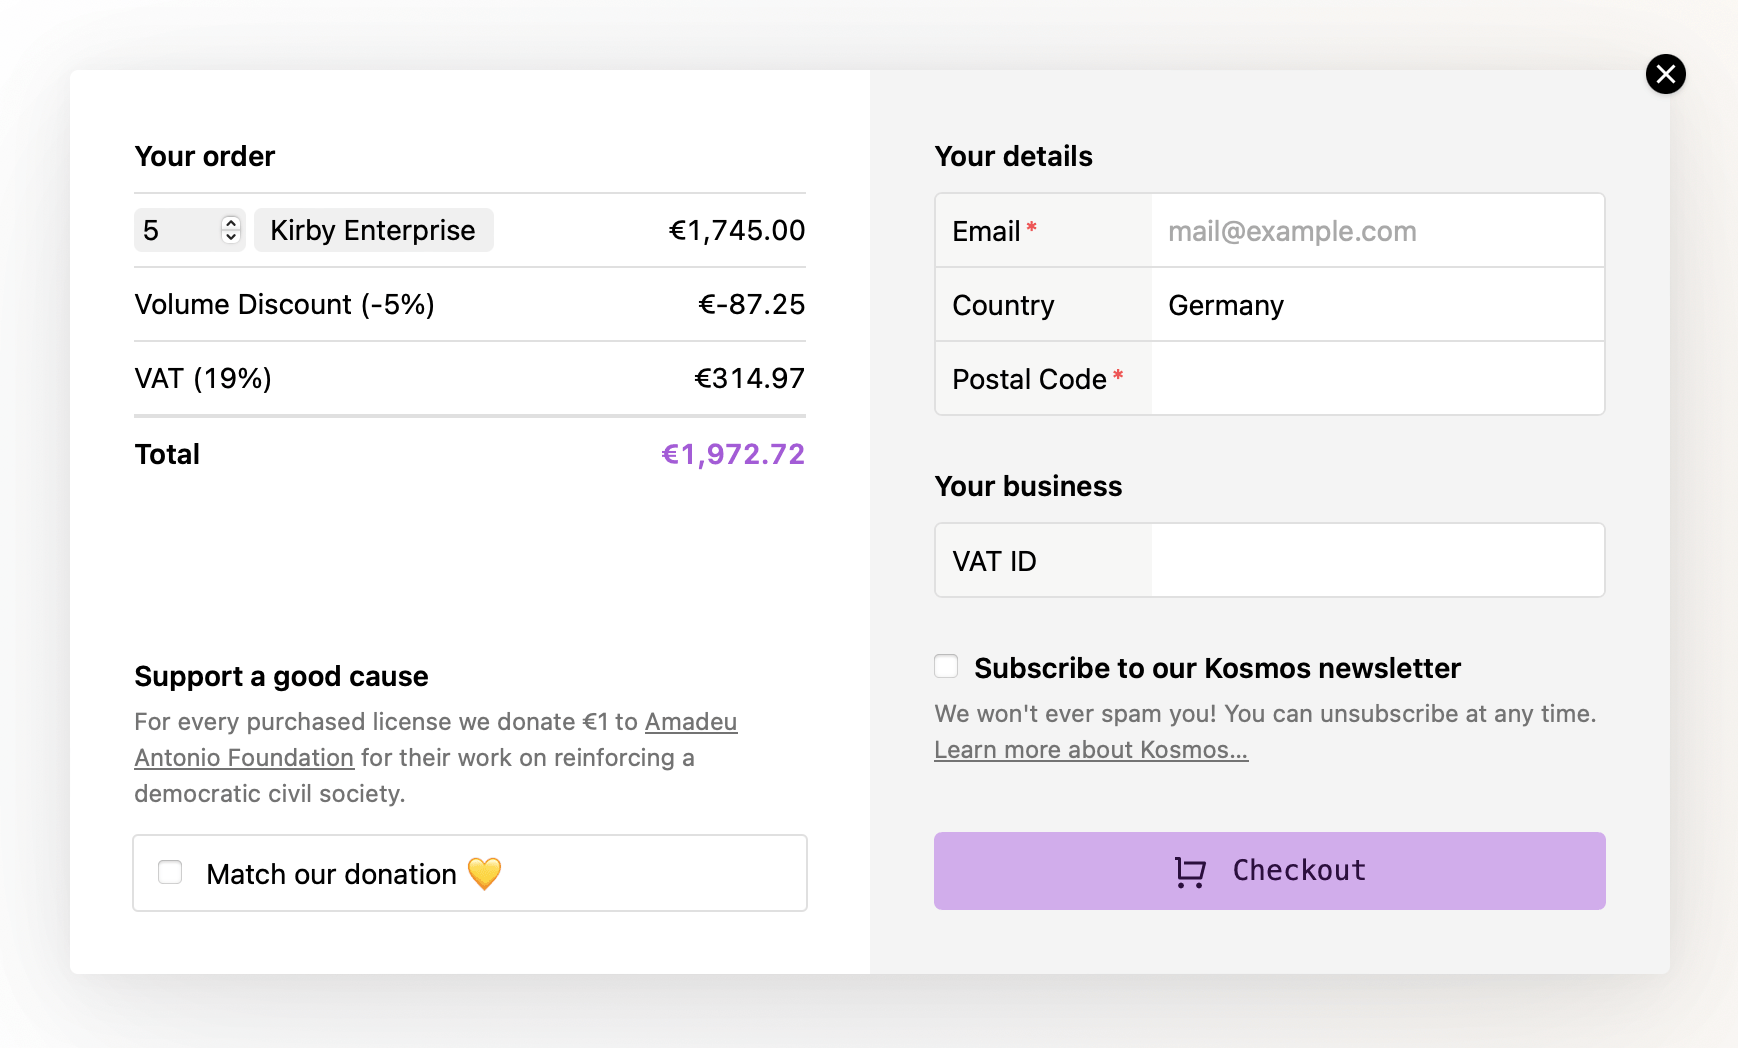 Your order
5 Kirby Enterprise €1,745.00
Volume Discount (-5%) €-87.25
VAT (19%) €314.97
Total €1,972.72
Support a good cause
For every purchased license we donate €1 to Amadeu
Antonio Foundation for their work on reinforcing a
democratic civil society.
Match our donation 💛
Your details
Email * mail@example.com
Country Germany
Postal Code *
Your business
VAT ID
Subscribe to our Kosmos newsletter
We won't ever spam you! You can unsubscribe at any time.
Learn more about Kosmos…
Checkout